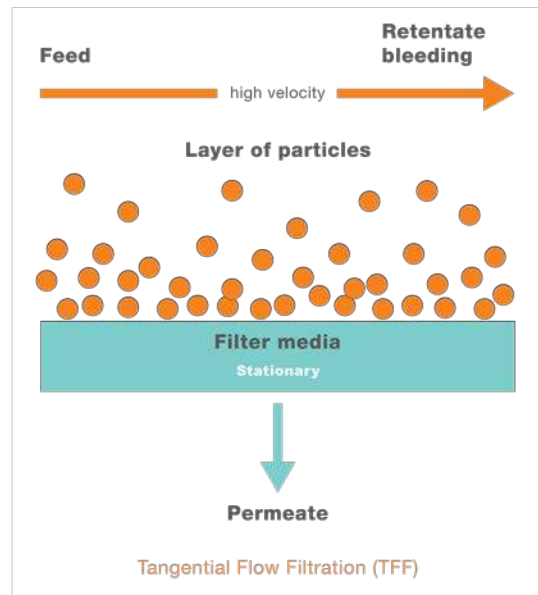 Feed
Retentate
bleeding
high velocity
Layer of particles
Filter media
Stationary
Permeate
Tangential Flow Filtration (TFF)